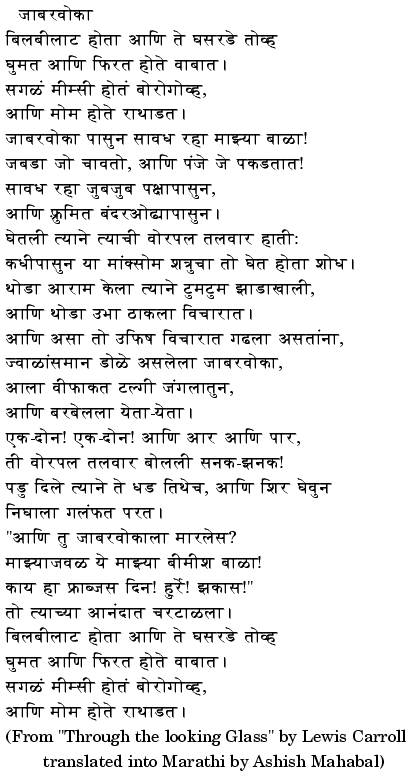 जाबरवोका
बिलबीलाट होता आणि ते घसरडे तोव्ह
घुमत आणि फिरत होते वाबात।
सगळं मीम्सी होतं बोरोगोव्ह,
आणि मोम होते राथाडत।
जाबरवोका पासुन सावध रहा माझ्या बाळा!
जबडा जो चावतो, आणि पंजे जे पकडतात!
सावध रहा जुबजुब पक्षापासुन,
आणि फ्रुमित बंदरओढ्यापासुन।
घेतली त्याने त्याची वोरपल तलवार हाती:
कधीपासुन या मांक्सोम शत्रुचा तो घेत होता शोध।
थोडा आराम केला त्याने टुमटुम झाडाखाली,
आणि थोडा उभा ठाकला विचारात।
आणि असा तो उफिष विचारात गढला असतांना,
ज्वाळांसमान डोळे असलेला जाबरवोका,
आला वीफाकत टल्गी जंगलातुन,
आणि बरबेलला येता-येता।
एक-दोन! एक-दोन! आणि आर आणि पार,
ती वोरपल तलवार बोलली सनक-झनक!
पडु दिले त्याने ते धड तिथेच, आणि शिर घेवुन
निघाला गलंफत परत।
"आणि तु जाबरवोकाला मारलेस?
माझ्याजवळ ये माझ्या बीमीश बाळा!
काय हा फ्राब्जस दिन! हुर्रे! झकास!"
तो त्याच्या आनंदात चरटाळला।
बिलबीलाट होता आणि ते घसरडे तोव्ह
घुमत आणि फिरत होते वाबात।
सगळं मीम्सी होतं बोरोगोव्ह,
आणि मोम होते राथाडत।
(From "Through the looking Glass" by Lewis Carroll
translated into Marathi by Ashish Mahabal)